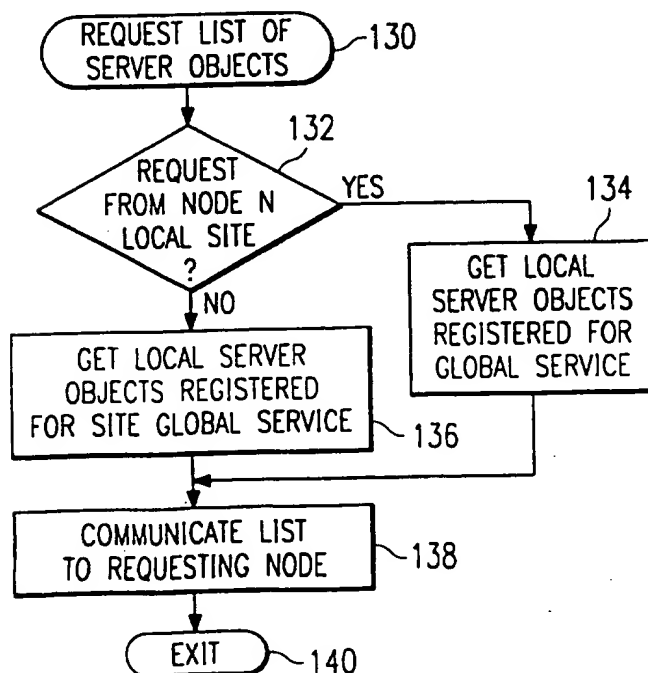 REQUEST LIST OF
SERVER OBJECTS
130
132
REQUEST
FROM NODE N
LOCAL SITE
?
YES
134
GET LOCAL
SERVER OBJECTS
REGISTERED FOR
GLOBAL SERVICE
NO
GET LOCAL SERVER
OBJECTS REGISTERED
FOR SITE GLOBAL SERVICE
136
COMMUNICATE LIST
TO REQUESTING NODE
138
EXIT
140